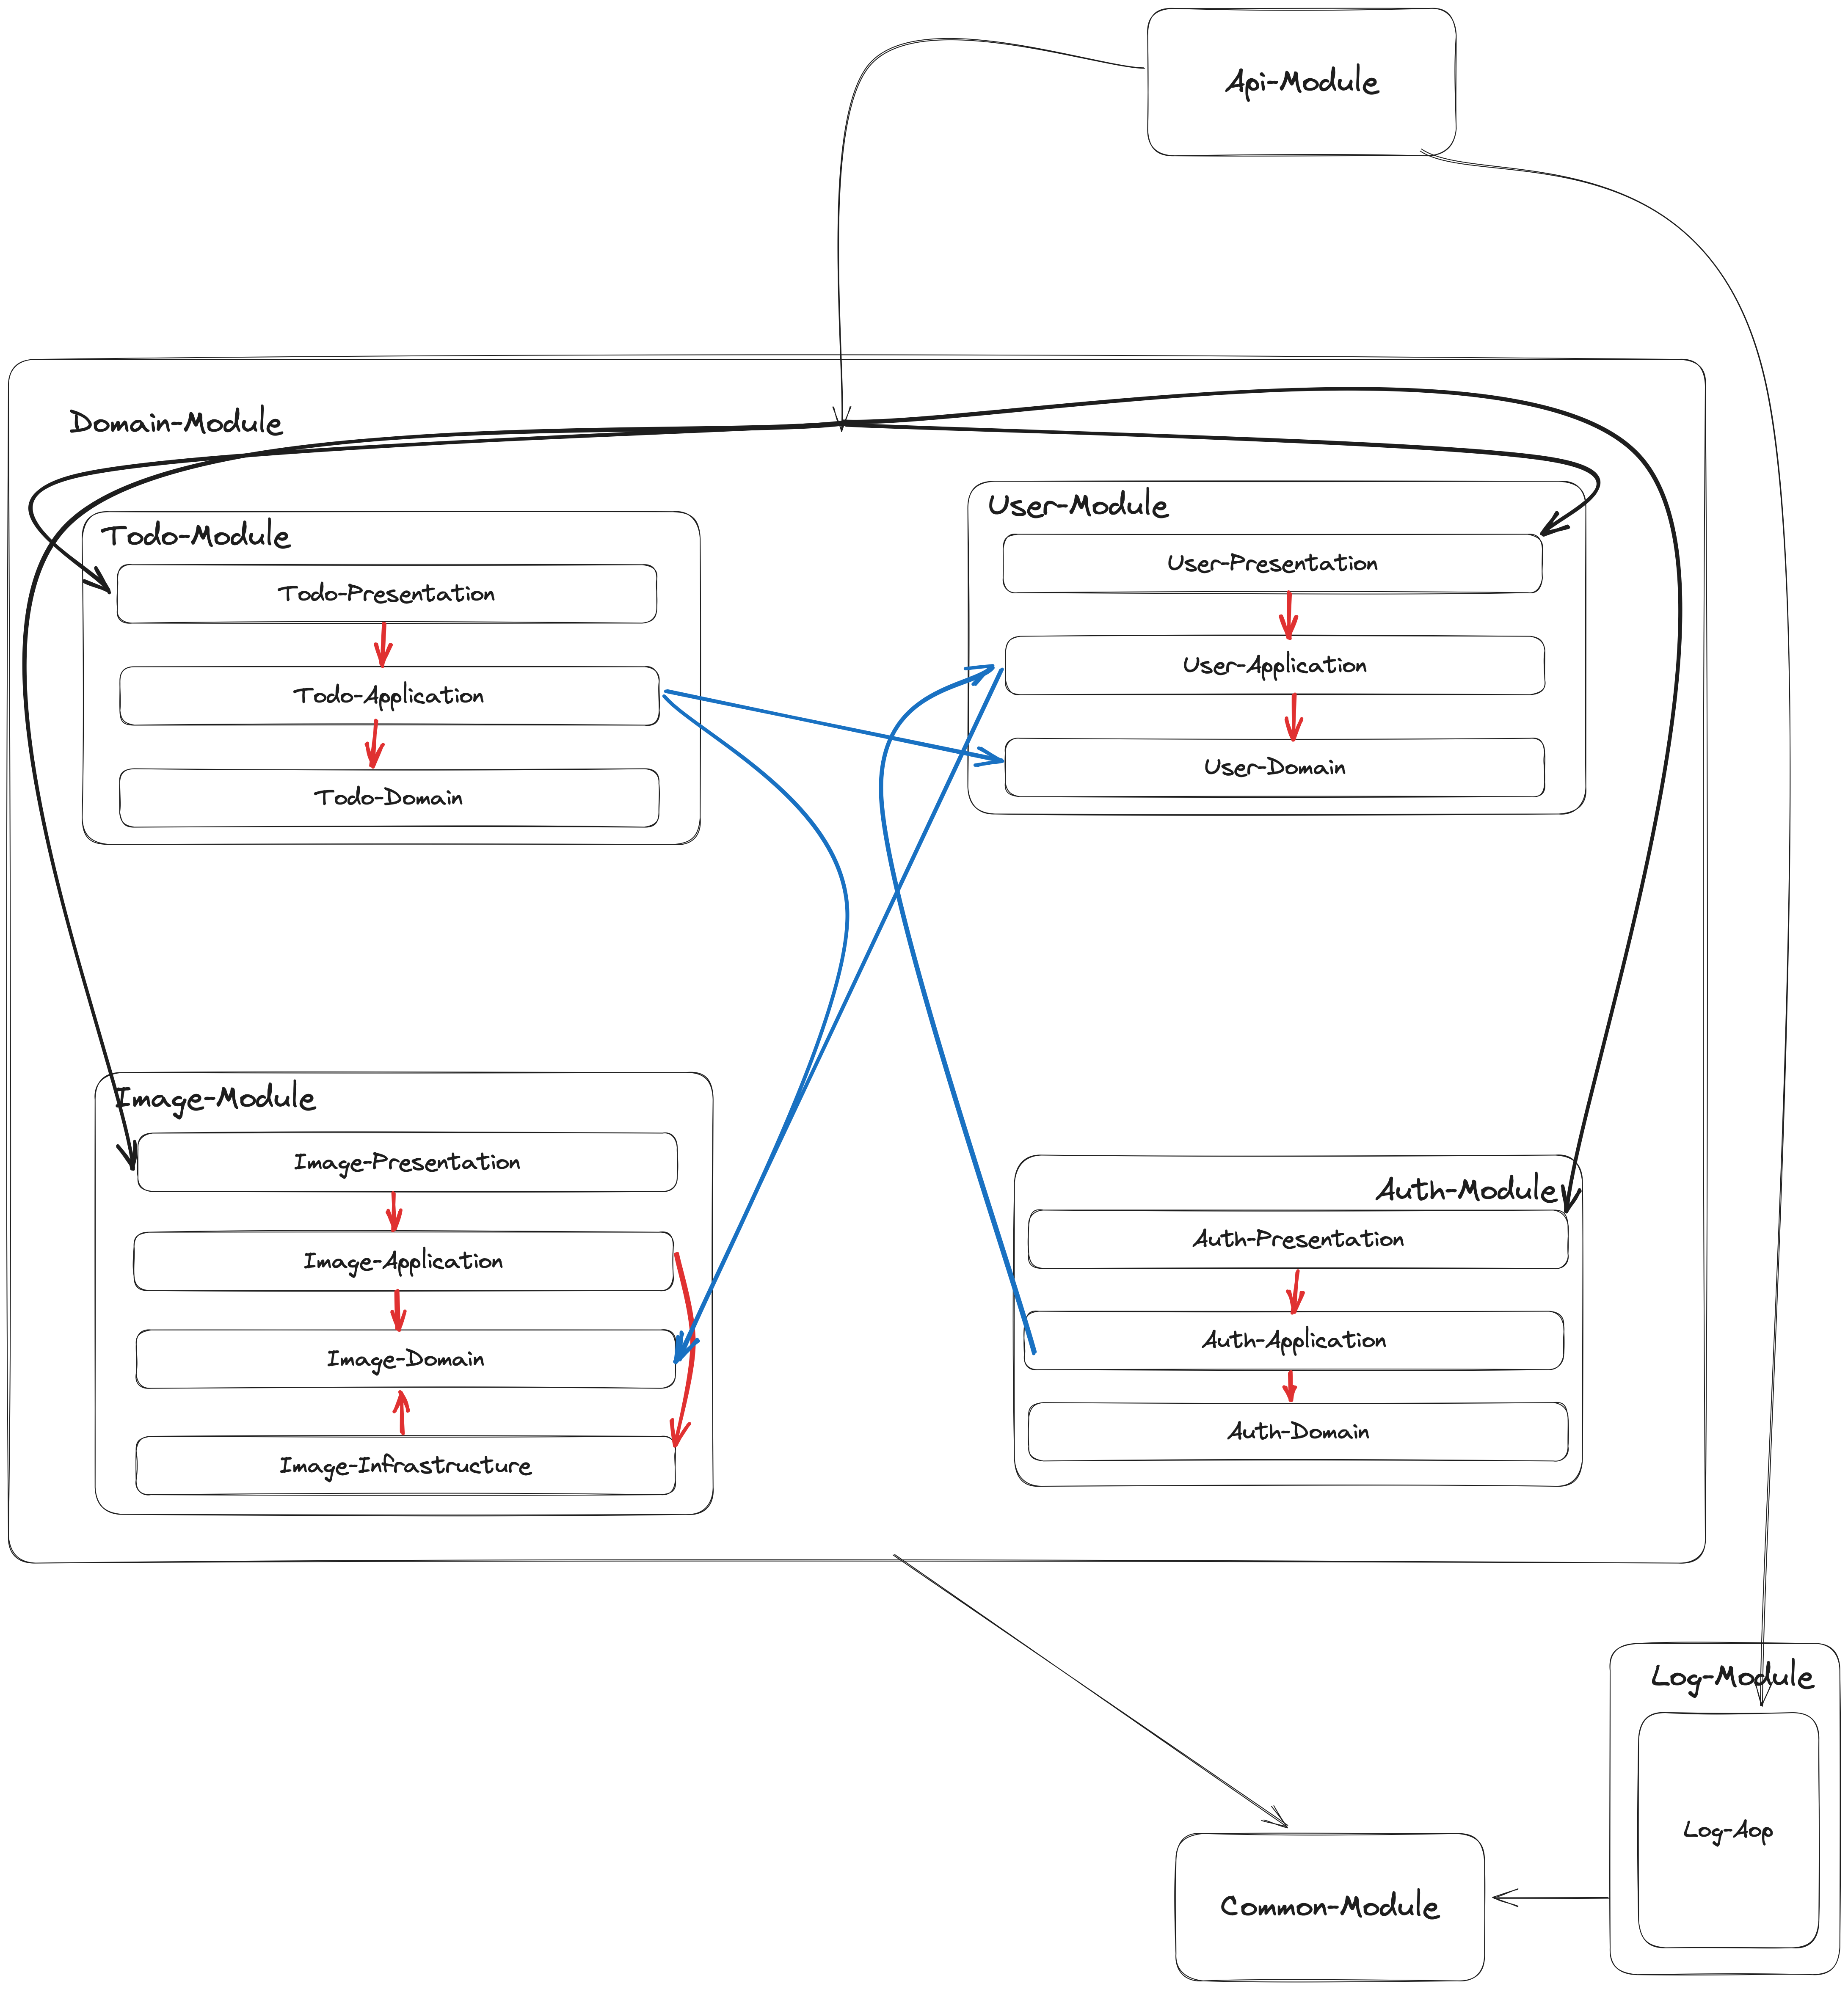 Api-Module
Domain-Module
Todo-Module
Todo-Presentation
Todo-Application
Todo-Domain
User-Module
User-Presentation
User-Application
User-Domain
Image-Module
Image-Presentation
Image-Application
Image-Domain
Image-Infrastructure
Auth-Module
Auth-Presentation
Auth-Application
Auth-Domain
Log-Module
Log-Aop
Common-Module